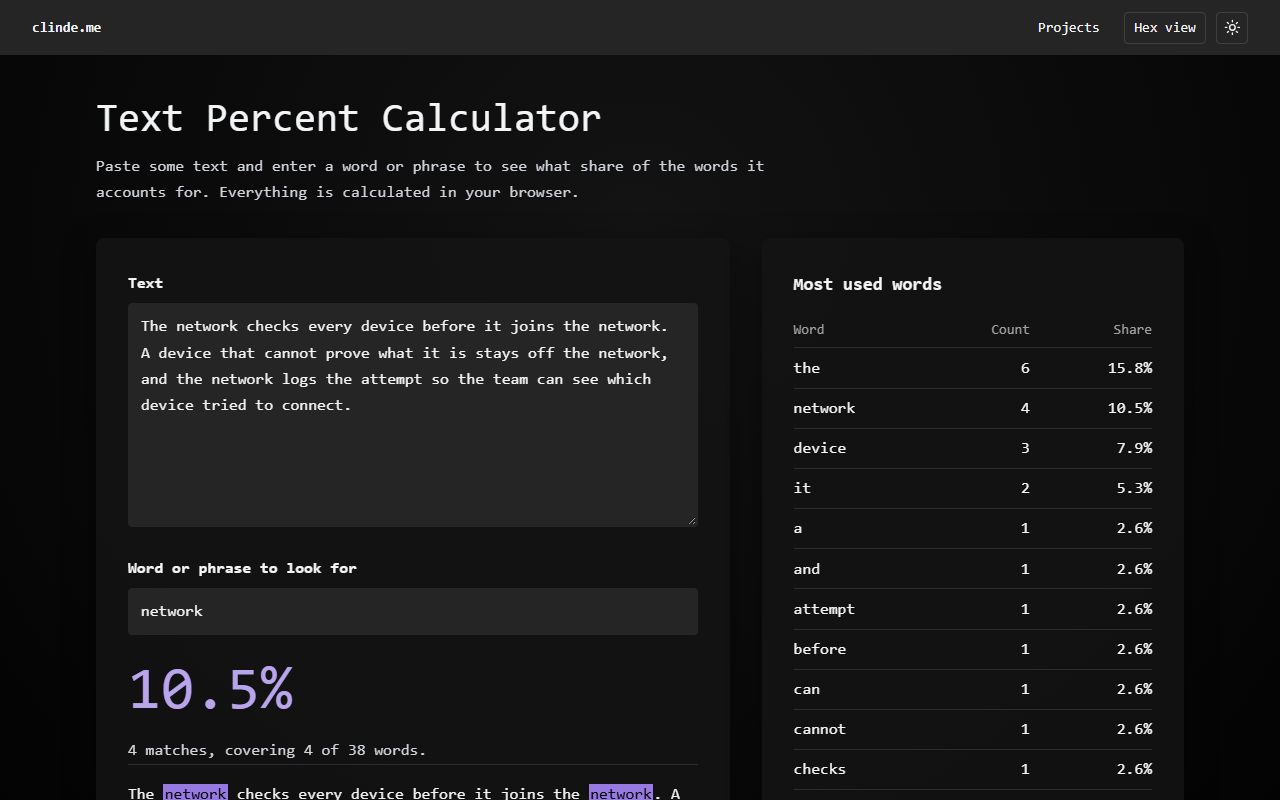 clinde.me
Projects
Hex view
Text Percent Calculator
Paste some text and enter a word or phrase to see what share of the words it
accounts for. Everything is calculated in your browser.
Text
The network checks every device before it joins the network.
A device that cannot prove what it is stays off the network,
and the network logs the attempt so the team can see which
device tried to connect.
Word or phrase to look for
network
10.5%
4 matches, covering 4 of 38 words.
The network checks every device before it joins the network. A
Most used words
Word Count Share
the 6 15.8%
network 4 10.5%
device 3 7.9%
it 2 5.3%
a 1 2.6%
and 1 2.6%
attempt 1 2.6%
before 1 2.6%
can 1 2.6%
cannot 1 2.6%
checks 1 2.6%